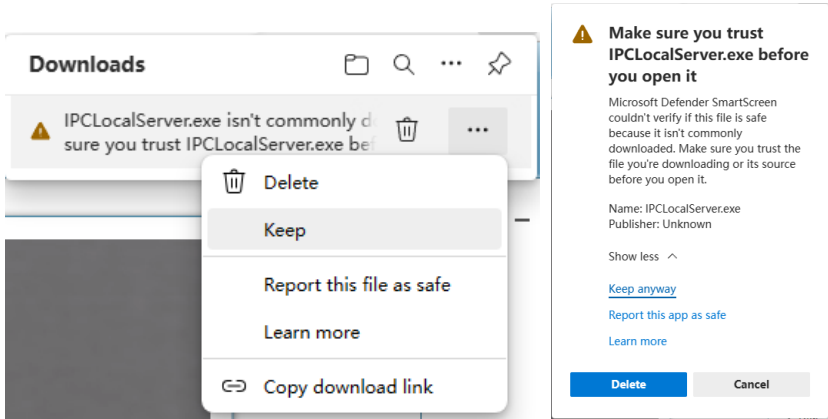 Downloads
IPCLocalServer.exe isn't commonly d
sure you trust IPCLocalServer.exe bef
Delete
Keep
Report this file as safe
Learn more
Copy download link
Make sure you trust
IPCLocalServer.exe before
you open it
Microsoft Defender SmartScreen
couldn't verify if this file is safe
because it isn't commonly
downloaded. Make sure you trust the
file you're downloading or its source
before you open it.
Name: IPCLocalServer.exe
Publisher: Unknown
Show less
Keep anyway
Report this app as safe
Learn more
Delete
Cancel